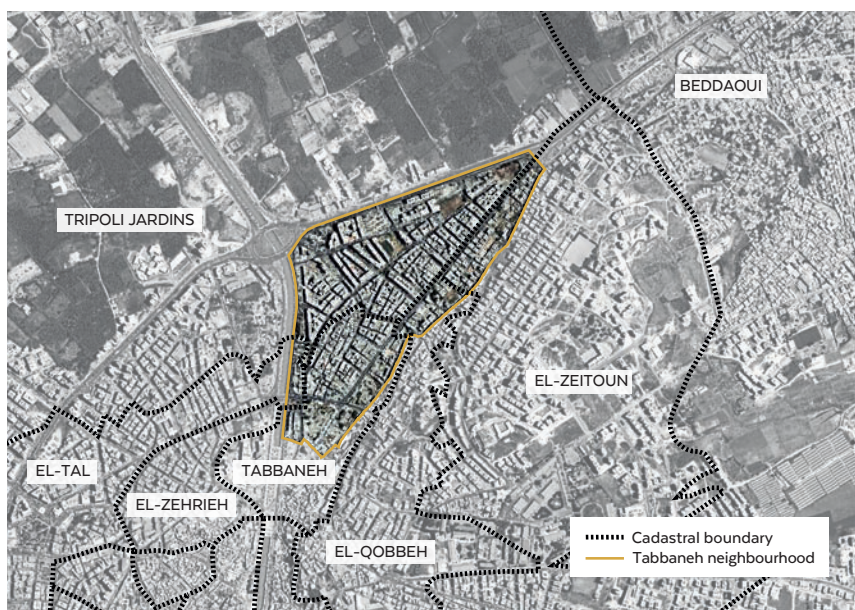 BEDDAOUI
TRIPOLI JARDINS
EL-ZEITOUN
EL-TAL
TABBANEH
EL-ZEHRIEH
EL-QOBBEH
Cadastral boundary
Tabbaneh neighbourhood